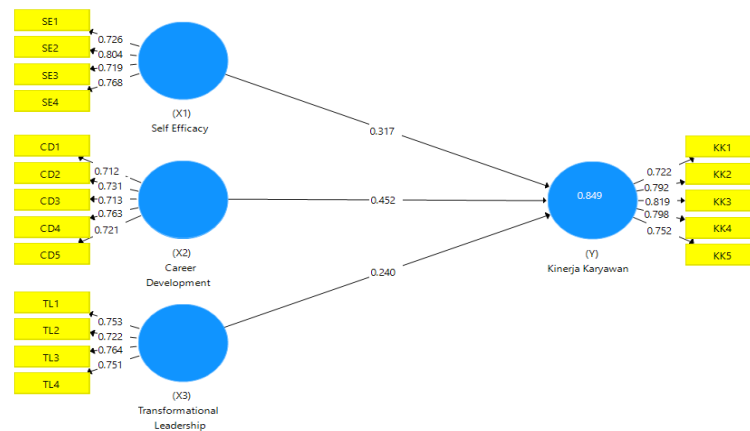 SE1
SE2
SE3
SE4
0.726
0.804
0.719
0.768
(X1)
Self Efficacy
0.317
CD1
CD2
CD3
CD4
CD5
0.712
0.731
0.713
0.763
0.721
(X2)
Career
Development
0.452
TL1
TL2
TL3
TL4
0.753
0.722
0.764
0.751
(X3)
Transformational
Leadership
0.240
0.849
(Y)
Kinerja Karyawan
0.722
0.792
0.819
0.798
0.752
KK1
KK2
KK3
KK4
KK5